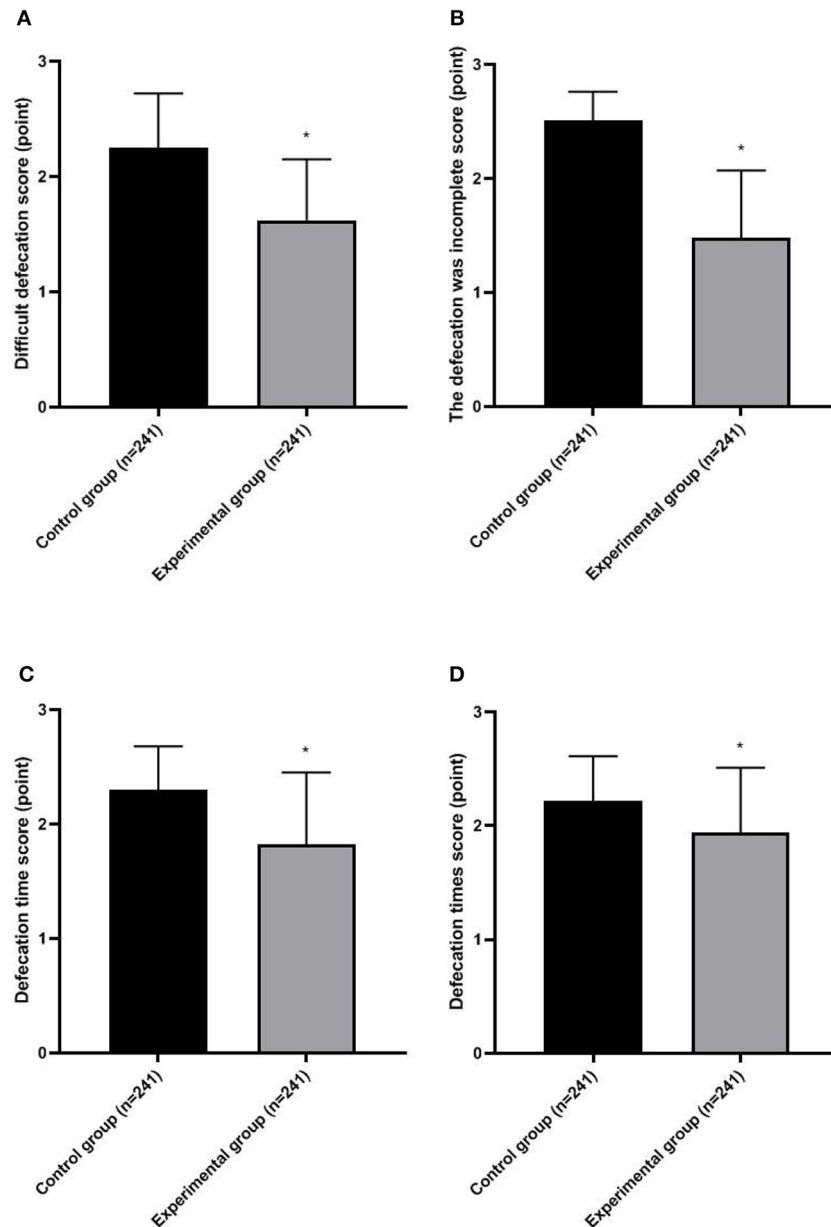 A
Difficult defecation score (point)
3
2
1
0
*
Control group (n=241)
Experimental group (n=241)
B
The defecation was incomplete score (point)
3
2
1
0
*
Control group (n=241)
Experimental group (n=241)
C
Defecation time score (point)
3
2
1
0
*
Control group (n=241)
Experimental group (n=241)
D
Defecation times score (point)
3
2
1
0
*
Control group (n=241)
Experimental group (n=241)